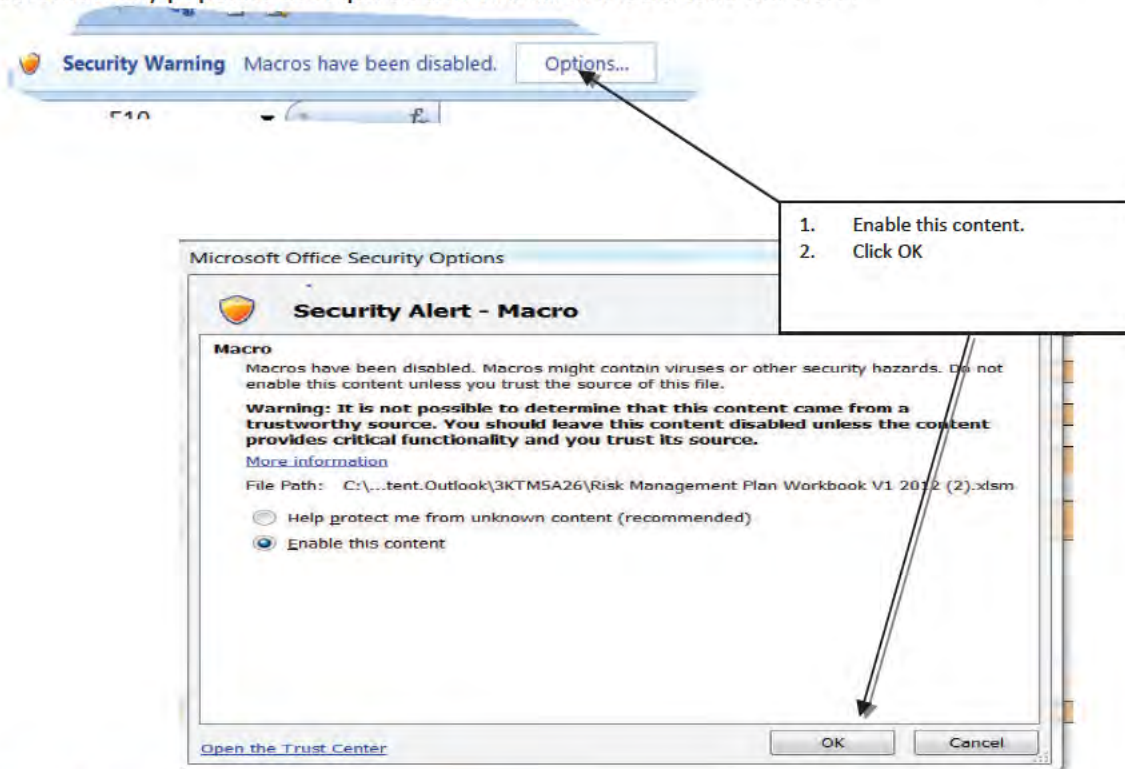 Security Warning Macros have been disabled. Options...
1. Enable this content.
2. Click OK
Microsoft Office Security Options
Security Alert - Macro
Macro
Macros have been disabled. Macros might contain viruses or other security hazards. Do not
enable this content unless you trust the source of this file.
Warning: It is not possible to determine that this content came from a
trustworthy source. You should leave this content disabled unless the content
provides critical functionality and you trust its source.
More information
File Path: C:\...tent.Outlook\3KTM5A26\Risk Management Plan Workbook V1 2012 (2).xlsm
Help protect me from unknown content (recommended)
Enable this content
Open the Trust Center OK Cancel